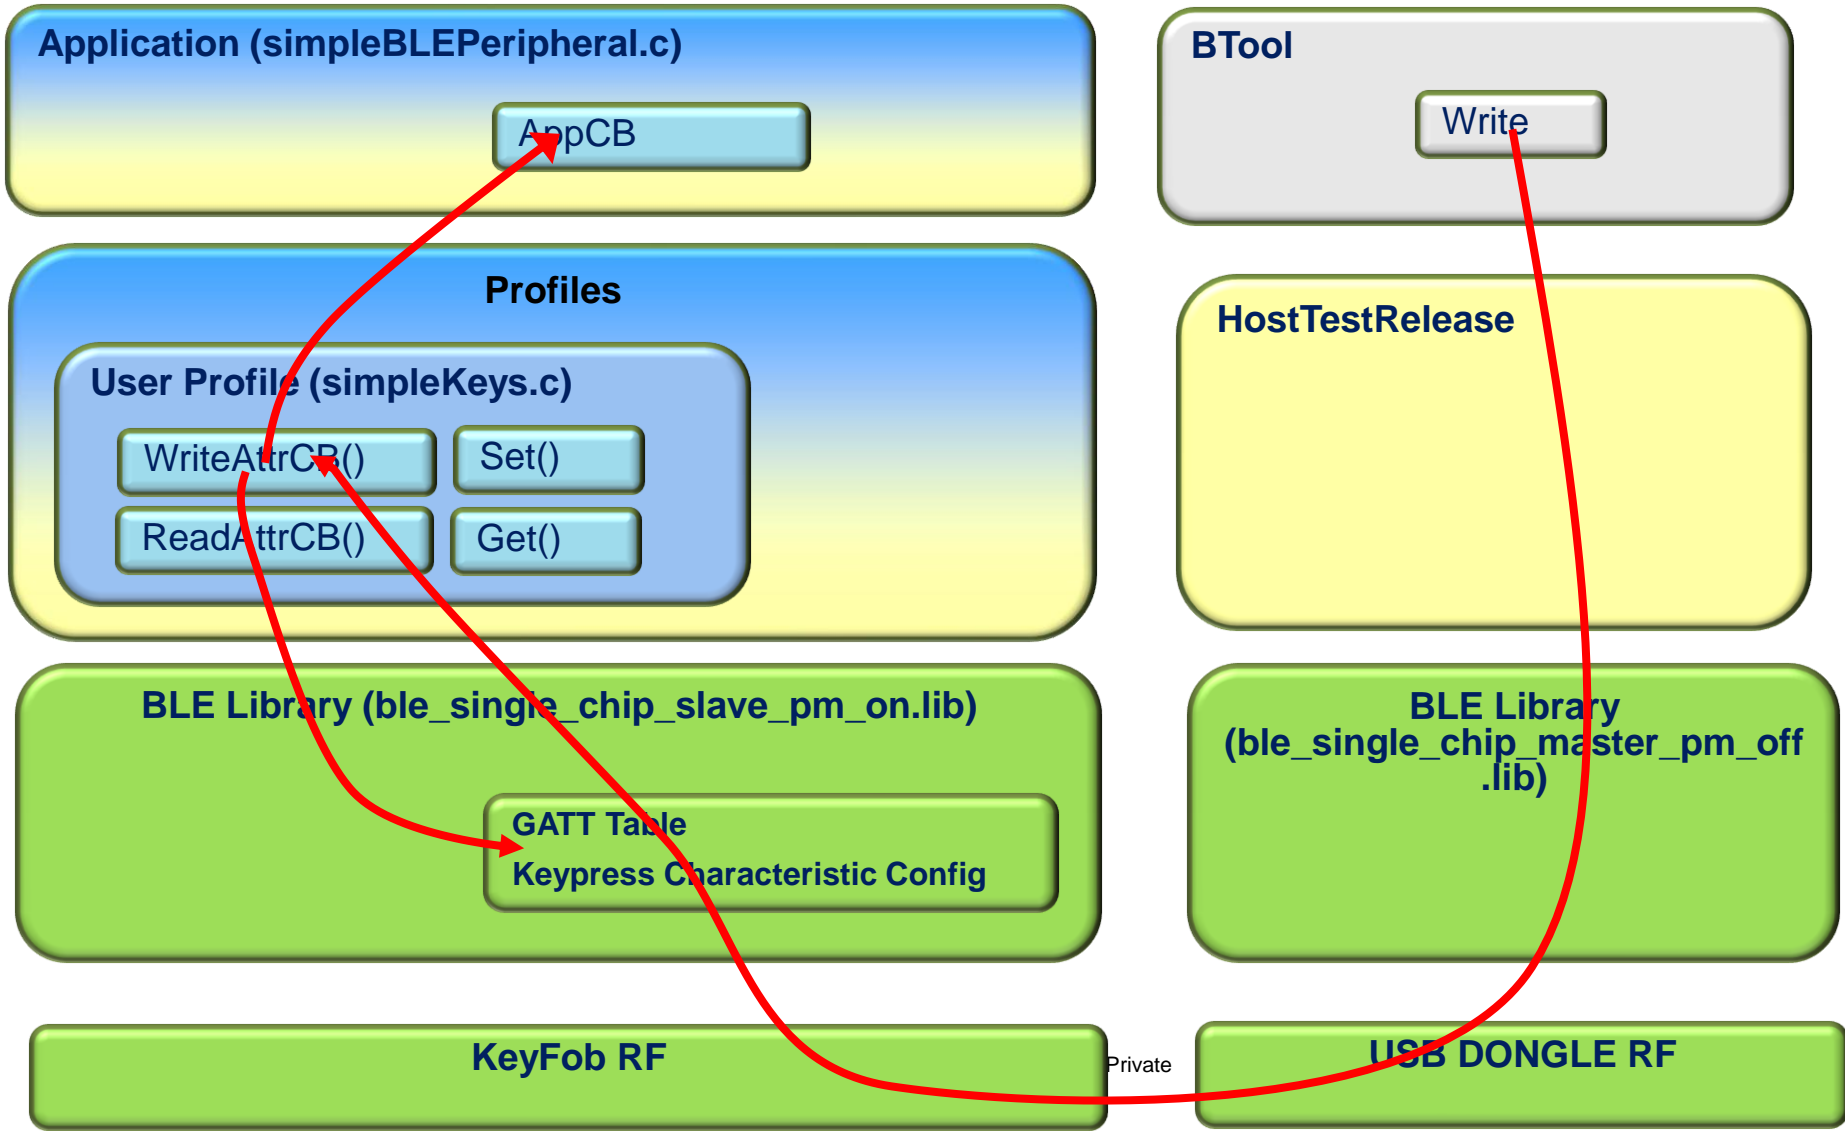 Application (simpleBLEPeripheral.c)
AppCB
Profiles
User Profile (simpleKeys.c)
WriteAttrCB()
Set()
ReadAttrCB()
Get()
BLE Library (ble_single_chip_slave_pm_on.lib)
GATT Table
Keypress Characteristic Config
KeyFob RF
Private
BTool
Write
HostTestRelease
BLE Library
(ble_single_chip_master_pm_off
.lib)
USB DONGLE RF